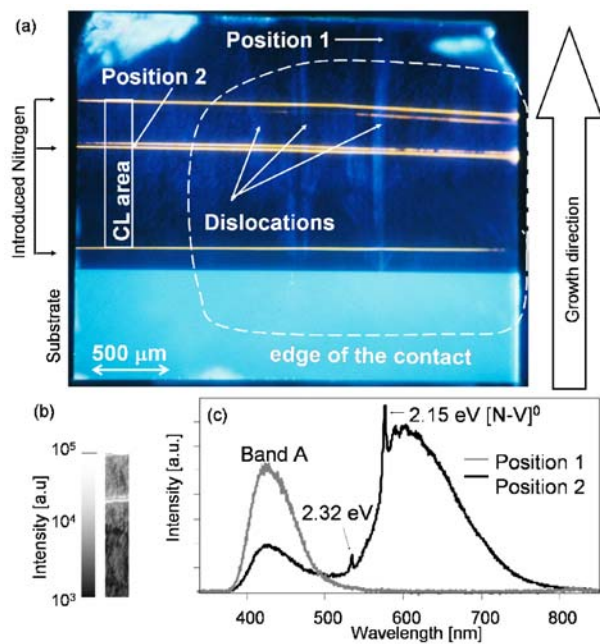 (a)
Position 1
Position 2
Introduced Nitrogen
CL area
Dislocations
Growth direction
Substrate
500 µm
edge of the contact
(b)
Intensity [a.u]
10⁵
10⁴
10³
(c)
Intensity [a.u.]
Band A
2.32 eV
2.15 eV [N-V]⁰
Position 1
Position 2
400 500 600 700 800
Wavelength [nm]